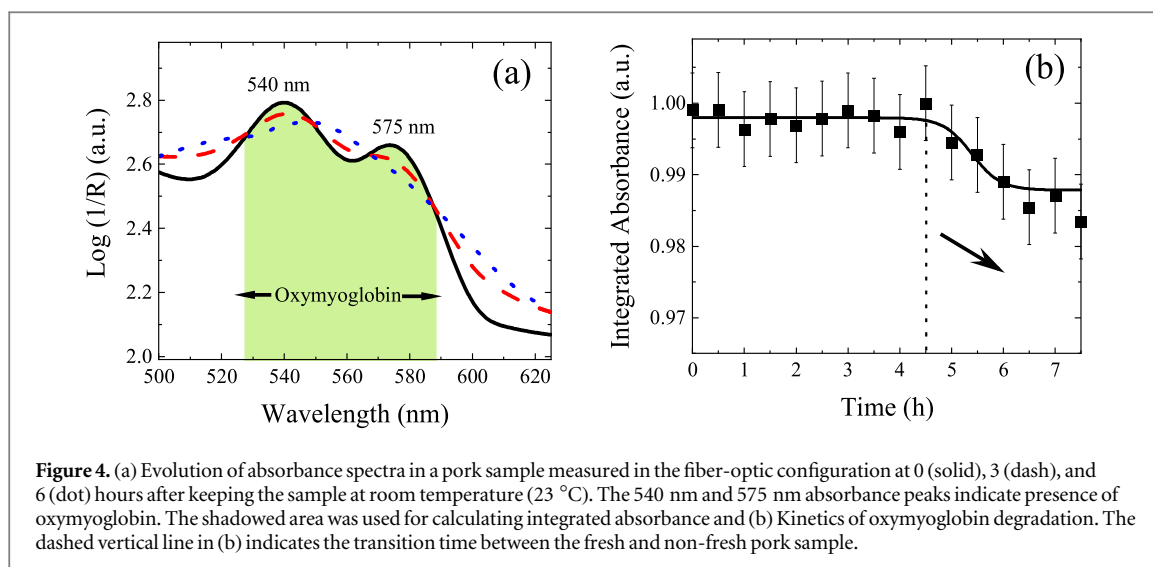 (a)
540 nm
575 nm
Oxymyoglobin
Log (1/R) (a.u.)
2.8
2.6
2.4
2.2
2.0
500
520
540
560
580
600
620
Wavelength (nm)
(b)
Integrated Absorbance (a.u.)
1.00
0.99
0.98
0.97
0
1
2
3
4
5
6
7
Time (h)
Figure 4. (a) Evolution of absorbance spectra in a pork sample measured in the fiber-optic configuration at 0 (solid), 3 (dash), and
6 (dot) hours after keeping the sample at room temperature (23 °C). The 540 nm and 575 nm absorbance peaks indicate presence of
oxymyoglobin. The shadowed area was used for calculating integrated absorbance and (b) Kinetics of oxymyoglobin degradation. The
dashed vertical line in (b) indicates the transition time between the fresh and non-fresh pork sample.